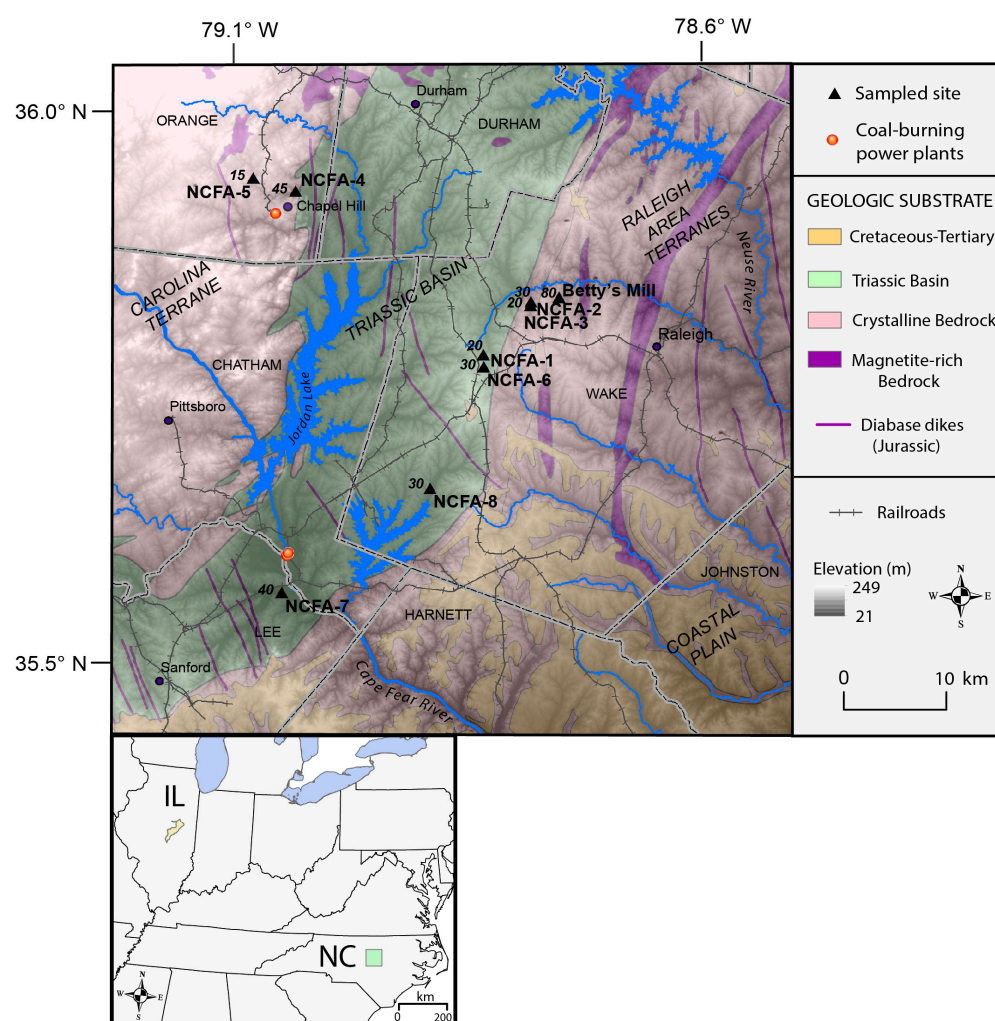 79.1° W
78.6° W
36.0° N
35.5° N
Durham
ORANGE
DURHAM
15
NCFA-5
45
NCFA-4
Chapel Hill
RALEIGH
AREA
TERRANES
Neuse River
CAROLINA
TERRANE
TRIASSIC BASIN
30
80
Betty's Mill
20
NCFA-2
NCFA-3
Raleigh
20
NCFA-1
30
NCFA-6
CHATHAM
WAKE
Jordan Lake
Pittsboro
30
NCFA-8
JOHNSTON
40
NCFA-7
HARNETT
LEE
COASTAL
PLAIN
Sanford
Cape Fear River
Sampled site
Coal-burning
power plants
GEOLOGIC SUBSTRATE
Cretaceous-Tertiary
Triassic Basin
Crystalline Bedrock
Magnetite-rich
Bedrock
Diabase dikes
(Jurassic)
Railroads
Elevation (m)
249
21
N
W
E
S
0
10 km
IL
NC
N
W
E
S
km
0
200